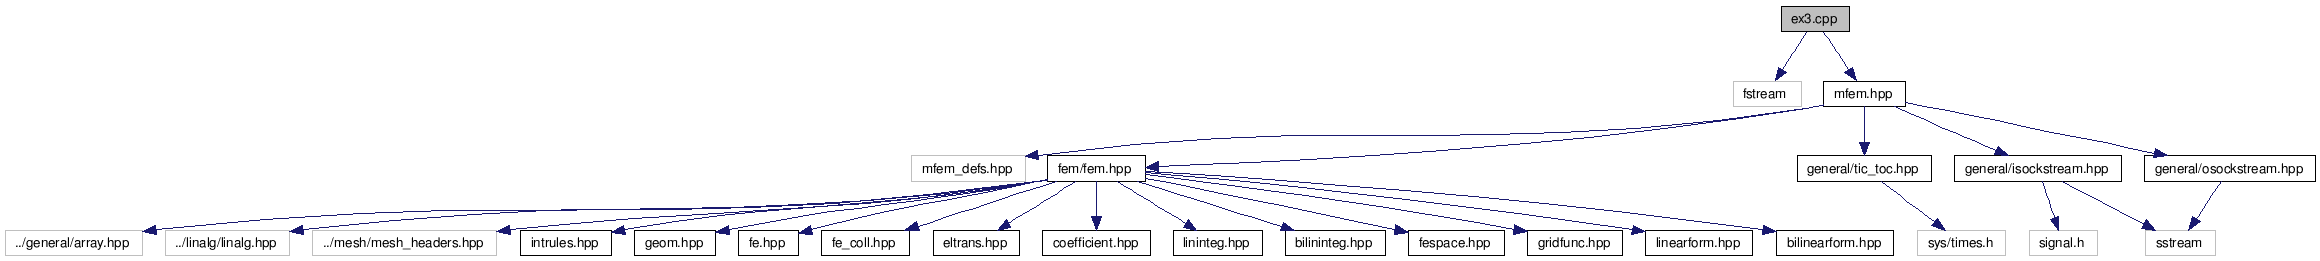 ex3.cpp
fstream
mfem.hpp
mfem_defs.hpp
fem/fem.hpp
general/tic_toc.hpp
general/isockstream.hpp
general/osockstream.hpp
../general/array.hpp
../linalg/linalg.hpp
../mesh/mesh_headers.hpp
intrules.hpp
geom.hpp
fe.hpp
fe_coll.hpp
eltrans.hpp
coefficient.hpp
lininteg.hpp
bilininteg.hpp
fespace.hpp
gridfunc.hpp
linearform.hpp
bilinearform.hpp
sys/times.h
signal.h
sstream